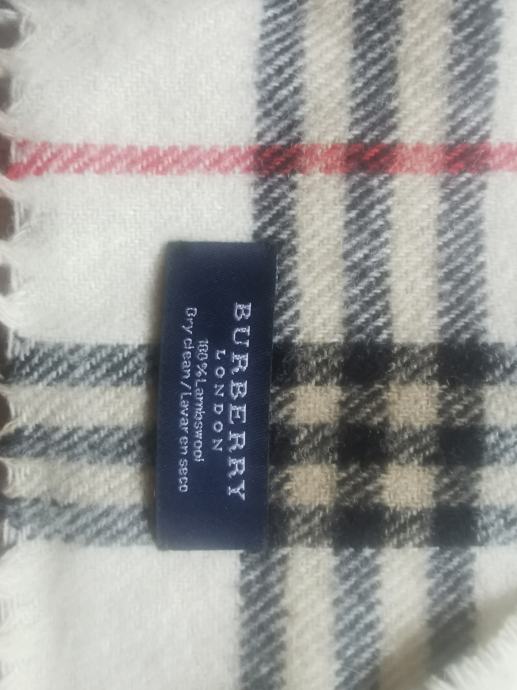 BURBERRY
LONDON
100% Lambswool
Dry clean/Lavar en seco